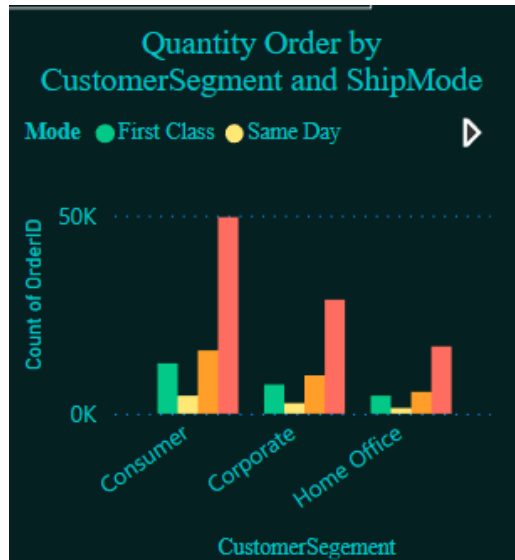 Quantity Order by
CustomerSegment and ShipMode
Mode First Class Same Day
50K
Count of OrderID
0K
Consumer
Corporate
Home Office
CustomerSegement